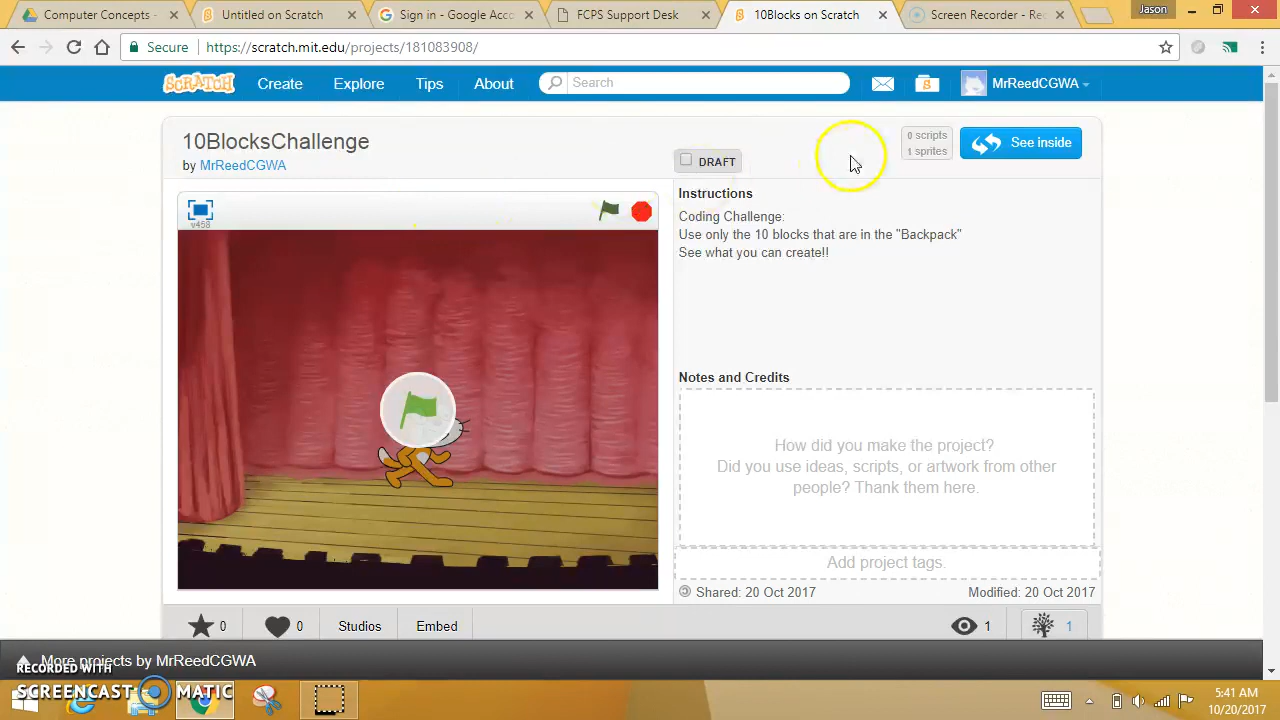 Computer Concepts -
Untitled on Scratch
Sign in - Google Acco
FCPS Support Desk
10Blocks on Scratch
Screen Recorder - Rec
Jason
Secure
https://scratch.mit.edu/projects/181083908/
SCRATCH
Create
Explore
Tips
About
Search
MrReedCGWA
10BlocksChallenge
by MrReedCGWA
DRAFT
0 scripts
1 sprites
See inside
v458
Instructions
Coding Challenge:
Use only the 10 blocks that are in the "Backpack"
See what you can create!!
Notes and Credits
How did you make the project?
Did you use ideas, scripts, or artwork from other
people? Thank them here.
Add project tags.
Shared: 20 Oct 2017
Modified: 20 Oct 2017
0
0
Studios
Embed
1
1
More projects by MrReedCGWA
RECORDED WITH
SCREENCAST MATIC
5:41 AM
10/20/2017